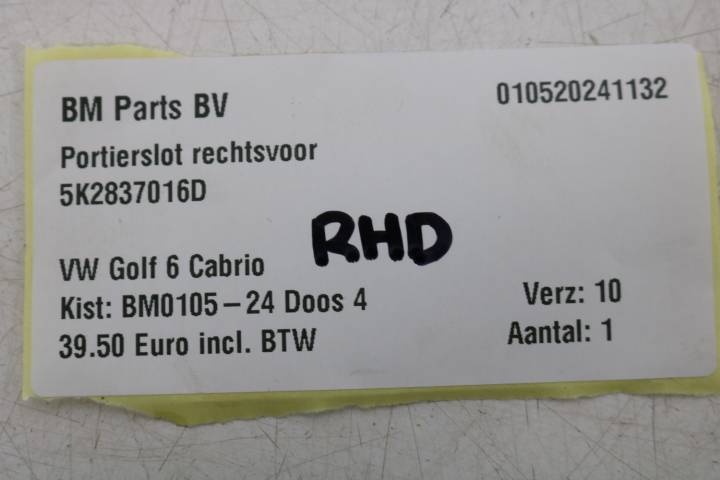 BM Parts BV
010520241132
Portierslot rechtsvoor
5K2837016D
RHD
VW Golf 6 Cabrio
Kist: BM0105-24 Doos 4
Verz: 10
39.50 Euro incl. BTW
Aantal: 1